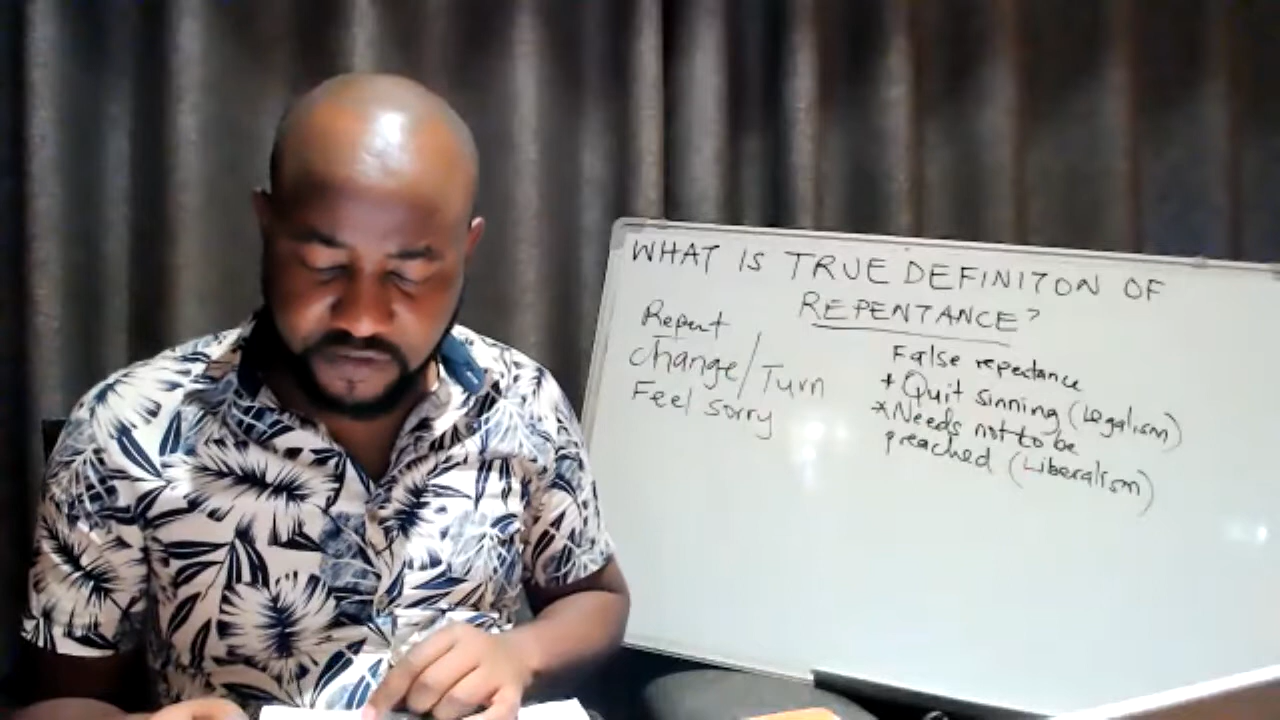 WHAT IS TRUE DEFINITON OF
REPENTANCE?
Repent
Change/Turn
Feel sorry
False repentance
* Quit sinning (Legalism)
* Needs not to be
preached (Liberalism)